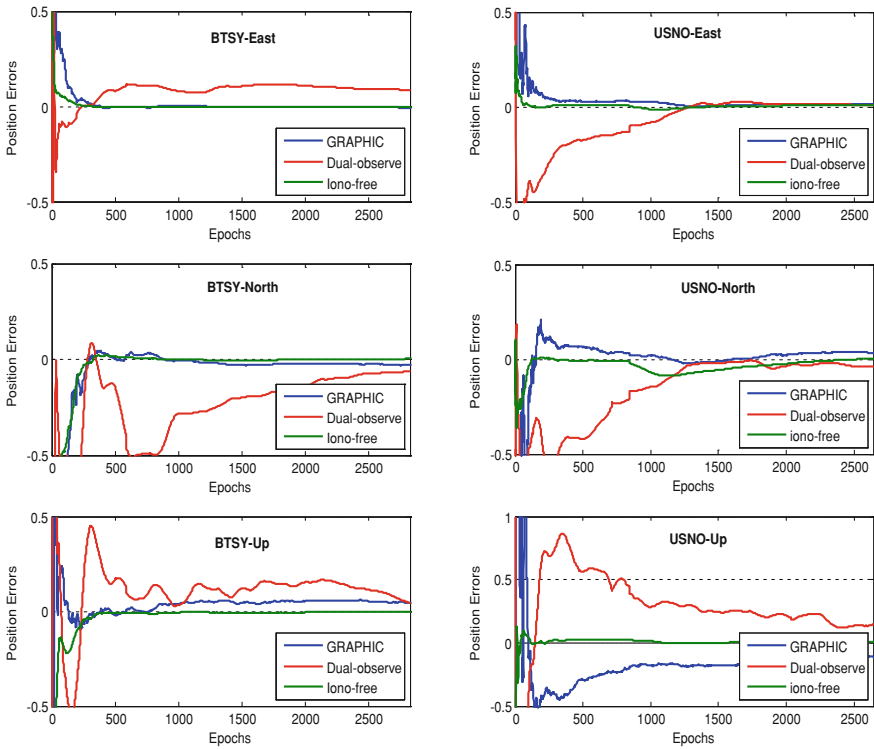 BTSY-East
Position Errors
0.5
0
-0.5
GRAPHIC
Dual-observe
Iono-free
0 500 1000 1500 2000 2500
Epochs
USNO-East
Position Errors
0.5
0
-0.5
GRAPHIC
Dual-observe
iono-free
0 500 1000 1500 2000 2500
Epochs
BTSY-North
Position Errors
0.5
0
-0.5
GRAPHIC
Dual-observe
Iono-free
0 500 1000 1500 2000 2500
Epochs
USNO-North
Position Errors
0.5
0
-0.5
GRAPHIC
Dual-observe
iono-free
0 500 1000 1500 2000 2500
Epochs
BTSY-Up
Position Errors
0.5
0
-0.5
GRAPHIC
Dual-observe
Iono-free
0 500 1000 1500 2000 2500
Epochs
USNO-Up
Position Errors
1
0.5
0
-0.5
GRAPHIC
Dual-observe
iono-free
0 500 1000 1500 2000 2500
Epochs